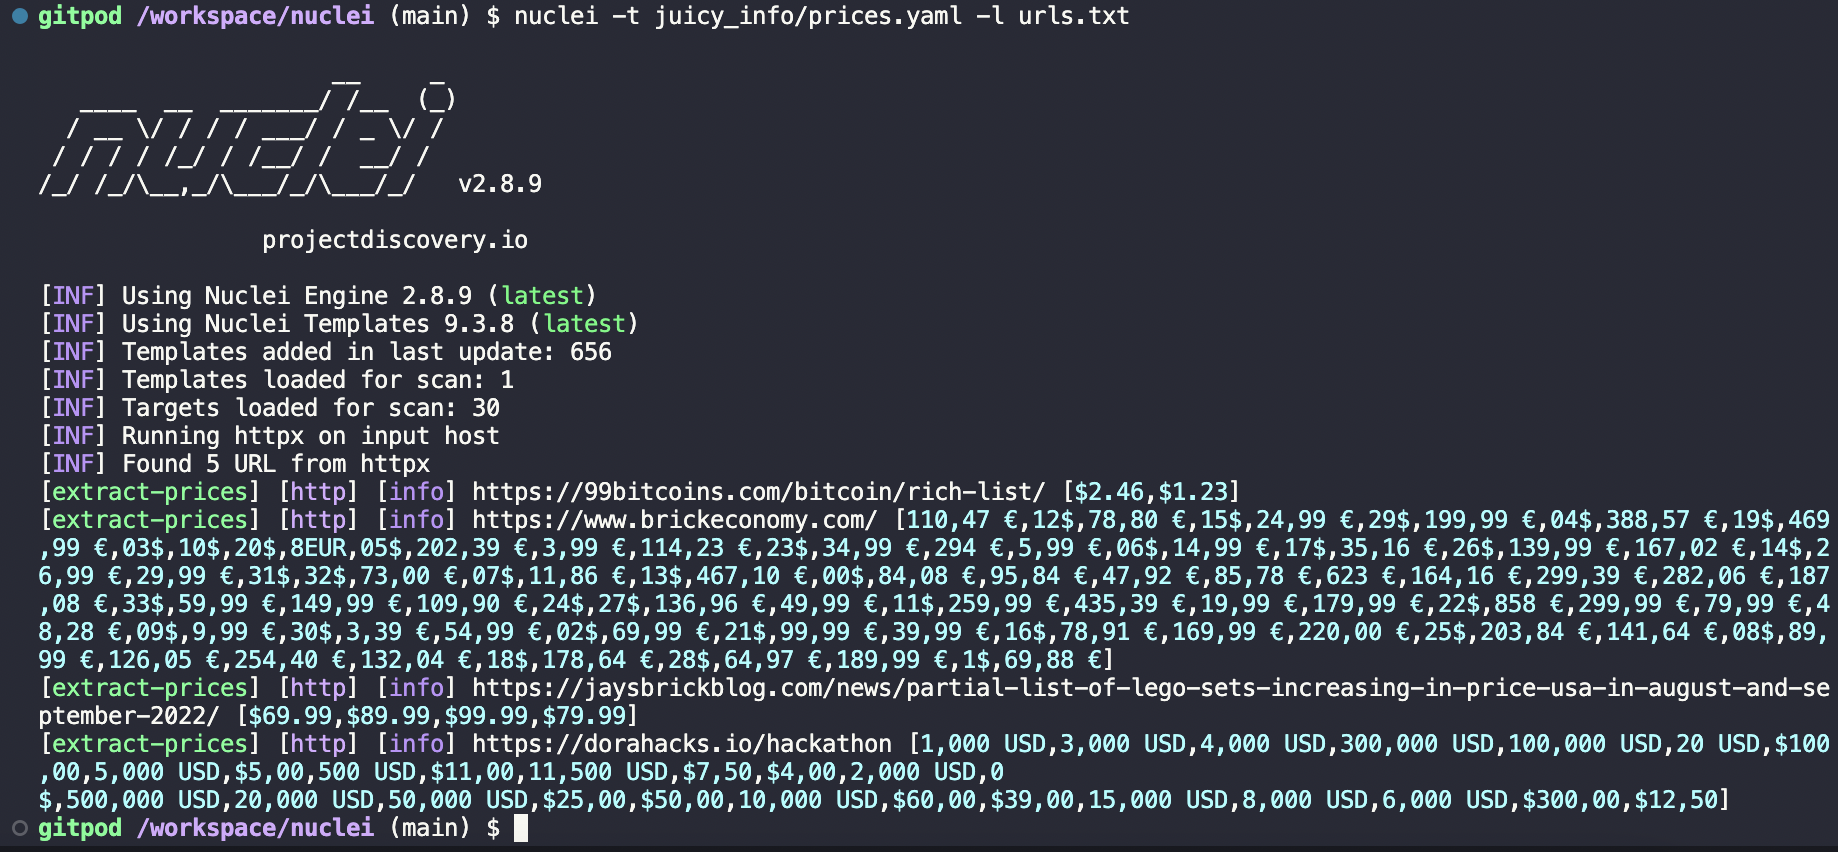 gitpod /workspace/nuclei (main) $ nuclei -t juicy_info/prices.yaml -l urls.txt
                     __     _
   ____  __  _______/ /__  (_)
  / __ \/ / / / ___/ / _ \/ /
 / / / / /_/ / /__/ /  __/ /
/_/ /_/\__,_/\___/_/\___/_/   v2.8.9
projectdiscovery.io
[INF] Using Nuclei Engine 2.8.9 (latest)
[INF] Using Nuclei Templates 9.3.8 (latest)
[INF] Templates added in last update: 656
[INF] Templates loaded for scan: 1
[INF] Targets loaded for scan: 30
[INF] Running httpx on input host
[INF] Found 5 URL from httpx
[extract-prices] [http] [info] https://99bitcoins.com/bitcoin/rich-list/ [$2.46,$1.23]
[extract-prices] [http] [info] https://www.brickeconomy.com/ [110,47 €,12$,78,80 €,15$,24,99 €,29$,199,99 €,04$,388,57 €,19$,469
,99 €,03$,10$,20$,8EUR,05$,202,39 €,3,99 €,114,23 €,23$,34,99 €,294 €,5,99 €,06$,14,99 €,17$,35,16 €,26$,139,99 €,167,02 €,14$,2
6,99 €,29,99 €,31$,32$,73,00 €,07$,11,86 €,13$,467,10 €,00$,84,08 €,95,84 €,47,92 €,85,78 €,623 €,164,16 €,299,39 €,282,06 €,187
,08 €,33$,59,99 €,149,99 €,109,90 €,24$,27$,136,96 €,49,99 €,11$,259,99 €,435,39 €,19,99 €,179,99 €,22$,858 €,299,99 €,79,99 €,4
8,28 €,09$,9,99 €,30$,3,39 €,54,99 €,02$,69,99 €,21$,99,99 €,39,99 €,16$,78,91 €,169,99 €,220,00 €,25$,203,84 €,141,64 €,08$,89,
99 €,126,05 €,254,40 €,132,04 €,18$,178,64 €,28$,64,97 €,189,99 €,1$,69,88 €]
[extract-prices] [http] [info] https://jaysbrickblog.com/news/partial-list-of-lego-sets-increasing-in-price-usa-in-august-and-se
ptember-2022/ [$69.99,$89.99,$99.99,$79.99]
[extract-prices] [http] [info] https://dorahacks.io/hackathon [1,000 USD,3,000 USD,4,000 USD,300,000 USD,100,000 USD,20 USD,$100
,00,5,000 USD,$5,00,500 USD,$11,00,11,500 USD,$7,50,$4,00,2,000 USD,0
$,500,000 USD,20,000 USD,50,000 USD,$25,00,$50,00,10,000 USD,$60,00,$39,00,15,000 USD,8,000 USD,6,000 USD,$300,00,$12,50]
gitpod /workspace/nuclei (main) $